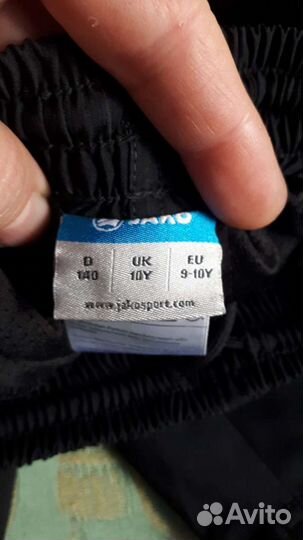 JAKO
D UK EU
140 10Y 9-10Y
www.jakosport.com
Avito